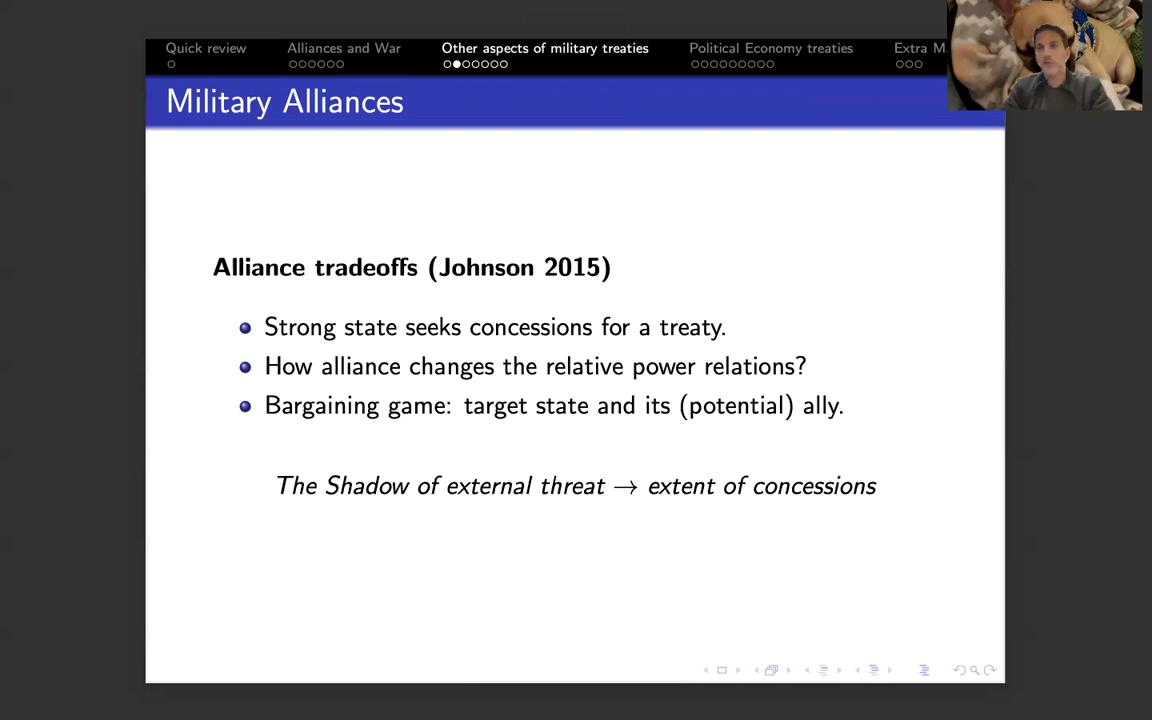 Quick review Alliances and War Other aspects of military treaties Political Economy treaties Extra M
Military Alliances
Alliance tradeoffs (Johnson 2015)
Strong state seeks concessions for a treaty.
How alliance changes the relative power relations?
Bargaining game: target state and its (potential) ally.
The Shadow of external threat → extent of concessions